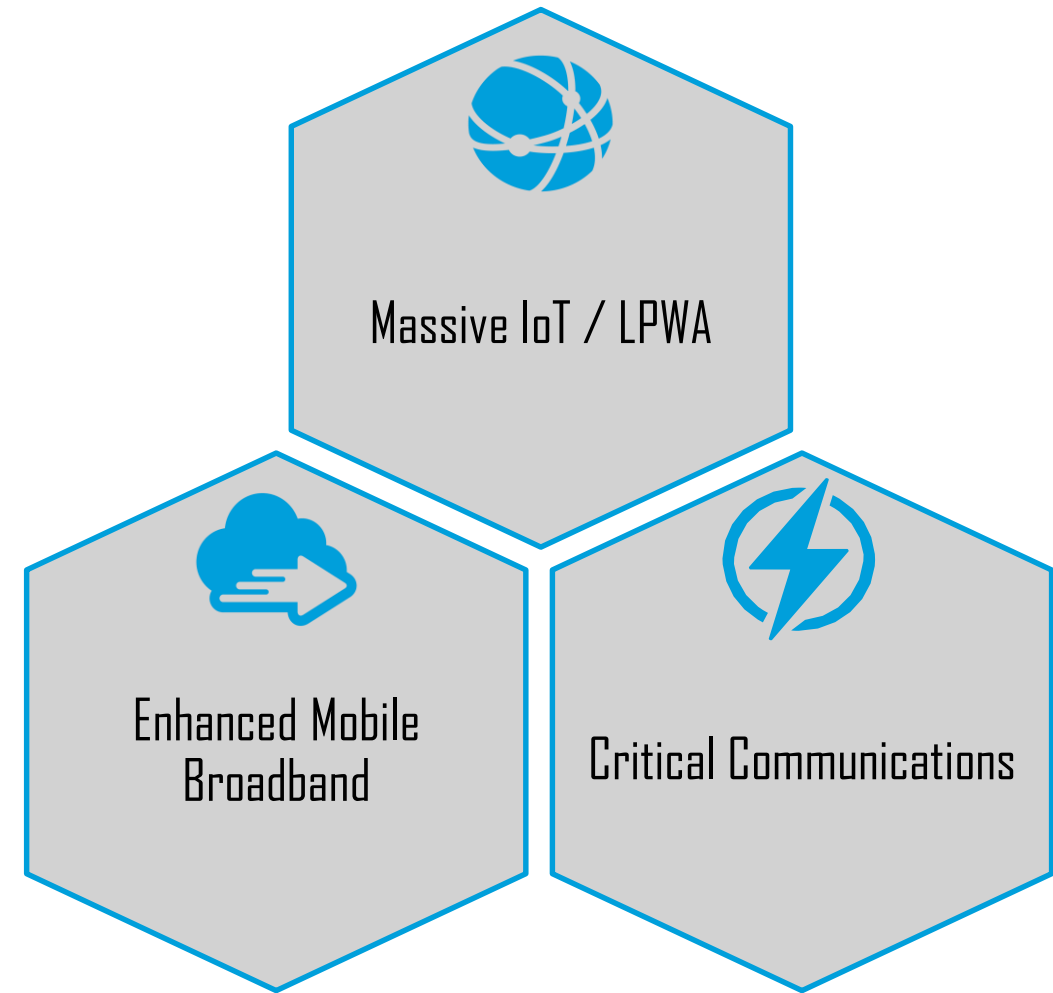 Massive IoT / LPWA
Enhanced Mobile
Broadband
Critical Communications